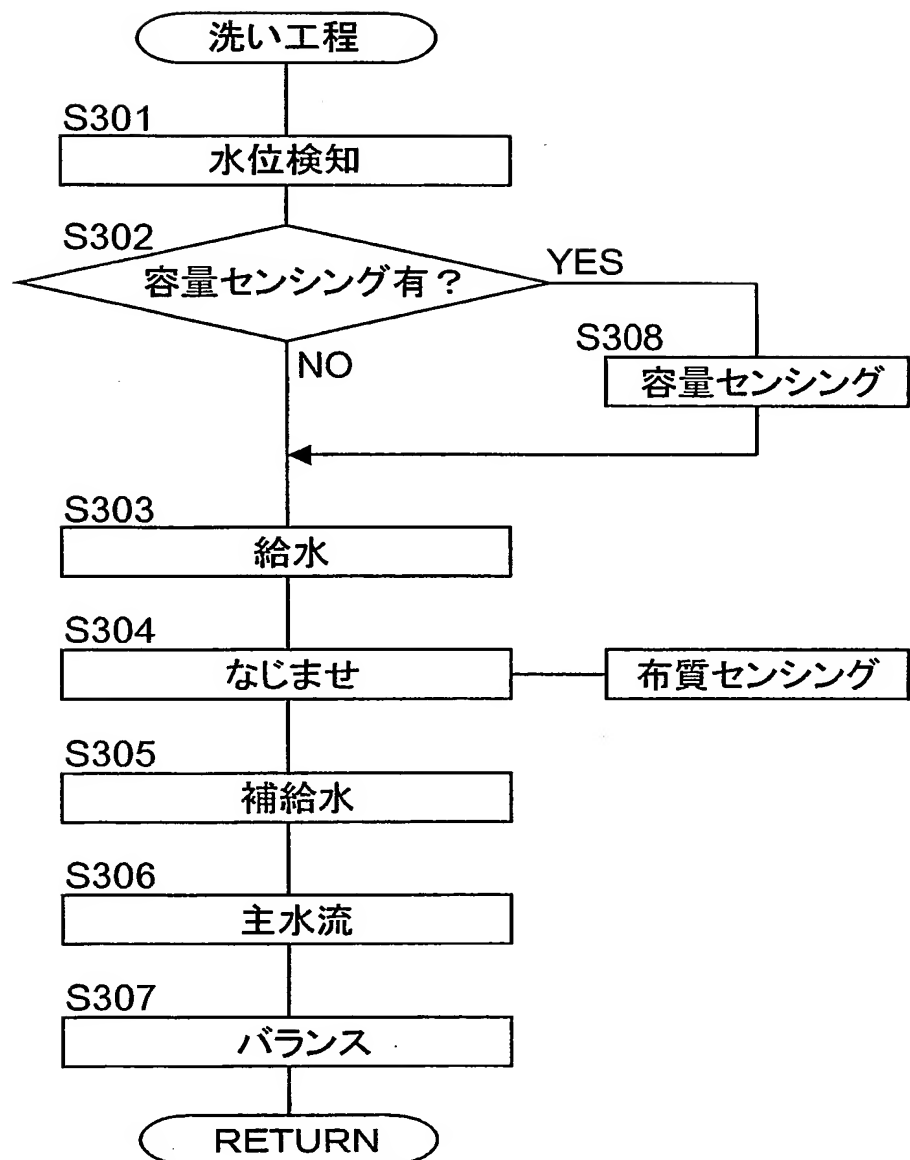 洗い工程
S301
水位検知
S302
容量センシング有？
YES
NO
S308
容量センシング
S303
給水
S304
なじませ
布質センシング
S305
補給水
S306
主水流
S307
バランス
RETURN